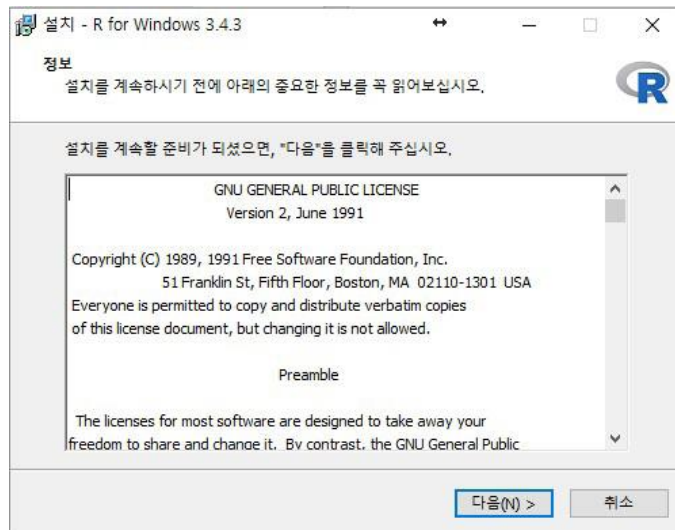 설치 - R for Windows 3.4.3
정보
설치를 계속하시기 전에 아래의 중요한 정보를 꼭 읽어보십시오.
R
설치를 계속할 준비가 되셨으면, "다음"을 클릭해 주십시오.
GNU GENERAL PUBLIC LICENSE
Version 2, June 1991
Copyright (C) 1989, 1991 Free Software Foundation, Inc.
51 Franklin St, Fifth Floor, Boston, MA 02110-1301 USA
Everyone is permitted to copy and distribute verbatim copies
of this license document, but changing it is not allowed.
Preamble
The licenses for most software are designed to take away your
freedom to share and change it. By contrast, the GNU General Public
다음(N) >
취소